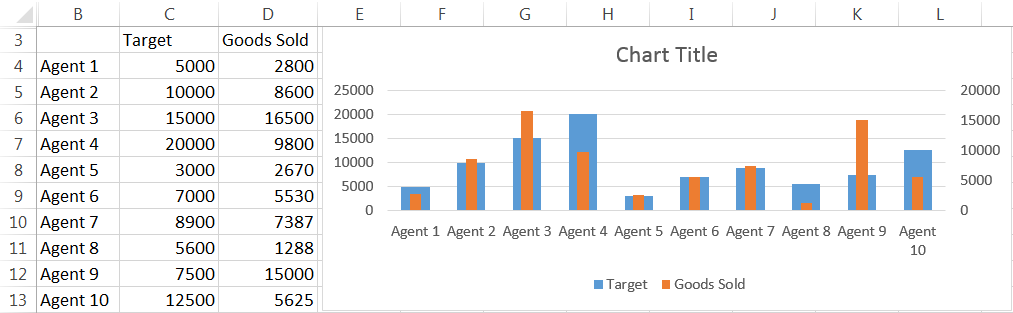 B C D E F G H I J K L
3 Target Goods Sold
4 Agent 1 5000 2800
5 Agent 2 10000 8600
6 Agent 3 15000 16500
7 Agent 4 20000 9800
8 Agent 5 3000 2670
9 Agent 6 7000 5530
10 Agent 7 8900 7387
11 Agent 8 5600 1288
12 Agent 9 7500 15000
13 Agent 10 12500 5625
Chart Title
25000
20000
15000
10000
5000
0
20000
15000
10000
5000
0
Agent 1 Agent 2 Agent 3 Agent 4 Agent 5 Agent 6 Agent 7 Agent 8 Agent 9 Agent
10
Target Goods Sold